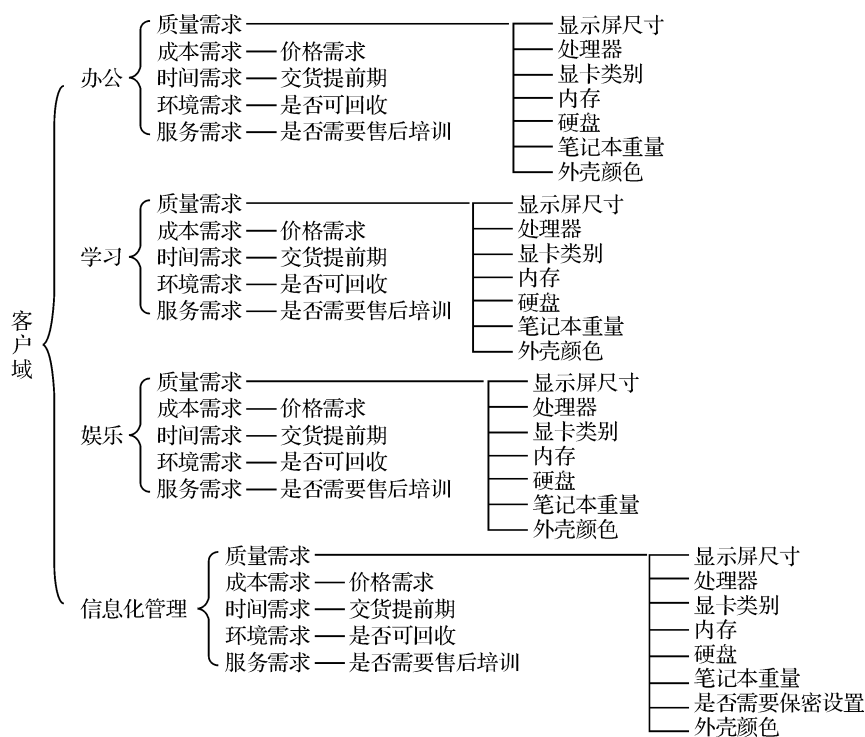 客户域
办公
质量需求
显示屏尺寸
处理器
显卡类别
内存
硬盘
笔记本重量
外壳颜色
成本需求 价格需求
时间需求 交货提前期
环境需求 是否可回收
服务需求 是否需要售后培训
学习
质量需求
显示屏尺寸
处理器
显卡类别
内存
硬盘
笔记本重量
外壳颜色
成本需求 价格需求
时间需求 交货提前期
环境需求 是否可回收
服务需求 是否需要售后培训
娱乐
质量需求
显示屏尺寸
处理器
显卡类别
内存
硬盘
笔记本重量
外壳颜色
成本需求 价格需求
时间需求 交货提前期
环境需求 是否可回收
服务需求 是否需要售后培训
信息化管理
质量需求
显示屏尺寸
处理器
显卡类别
内存
硬盘
笔记本重量
是否需要保密设置
外壳颜色
成本需求 价格需求
时间需求 交货提前期
环境需求 是否可回收
服务需求 是否需要售后培训